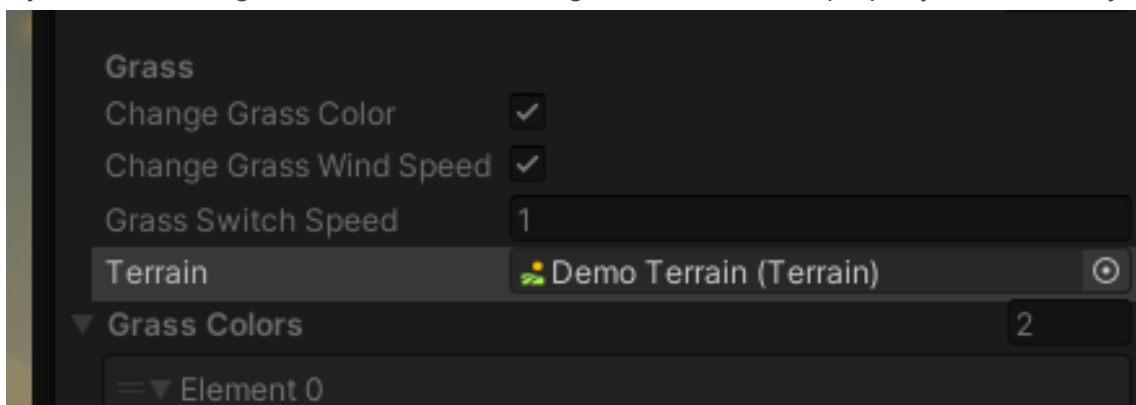 Grass
Change Grass Color
Change Grass Wind Speed
Grass Switch Speed 1
Terrain Demo Terrain (Terrain)
Grass Colors 2
Element 0